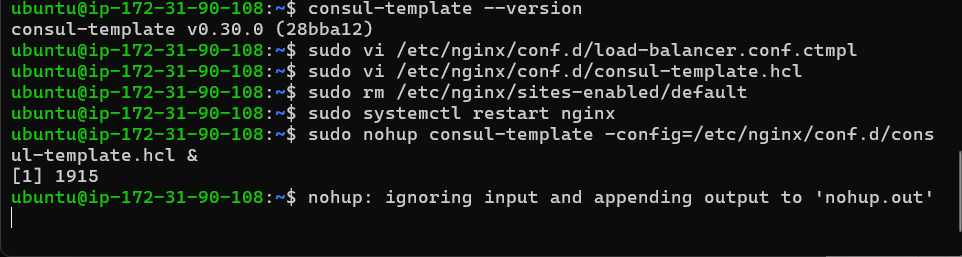 ubuntu@ip-172-31-90-108:~$ consul-template --version
consul-template v0.30.0 (28bba12)
ubuntu@ip-172-31-90-108:~$ sudo vi /etc/nginx/conf.d/load-balancer.conf.ctmpl
ubuntu@ip-172-31-90-108:~$ sudo vi /etc/nginx/conf.d/consul-template.hcl
ubuntu@ip-172-31-90-108:~$ sudo rm /etc/nginx/sites-enabled/default
ubuntu@ip-172-31-90-108:~$ sudo systemctl restart nginx
ubuntu@ip-172-31-90-108:~$ sudo nohup consul-template -config=/etc/nginx/conf.d/cons
ul-template.hcl &
[1] 1915
ubuntu@ip-172-31-90-108:~$ nohup: ignoring input and appending output to 'nohup.out'